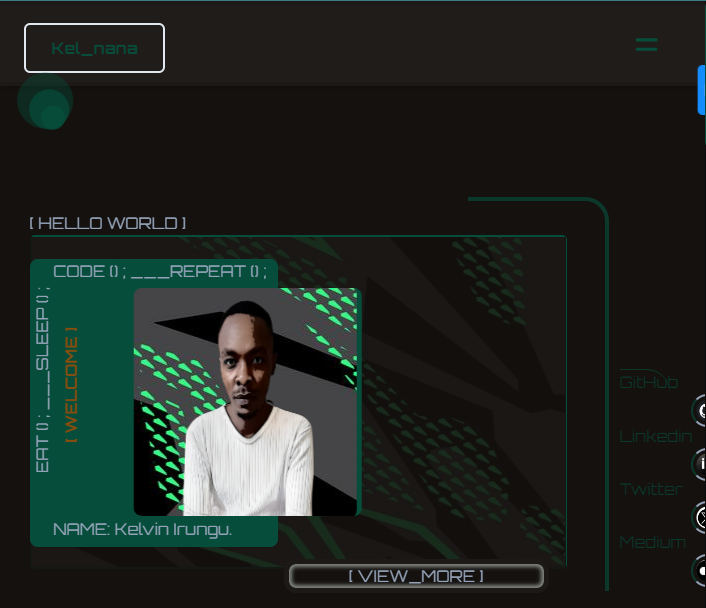 Kel_nana
[ HELLO WORLD ]
CODE () ; ___REPEAT () ;
EAT () ; ___SLEEP () ;
[ WELCOME ]
NAME: Kelvin Irungu.
[ VIEW_MORE ]
GitHub
Linkedin
Twitter
Medium